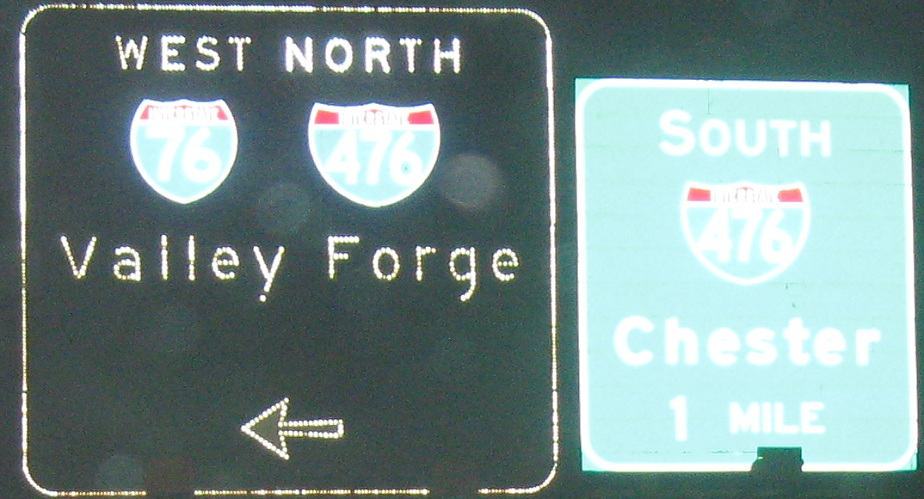 WEST NORTH
76 476
Valley Forge
SOUTH
476
Chester
1 MILE